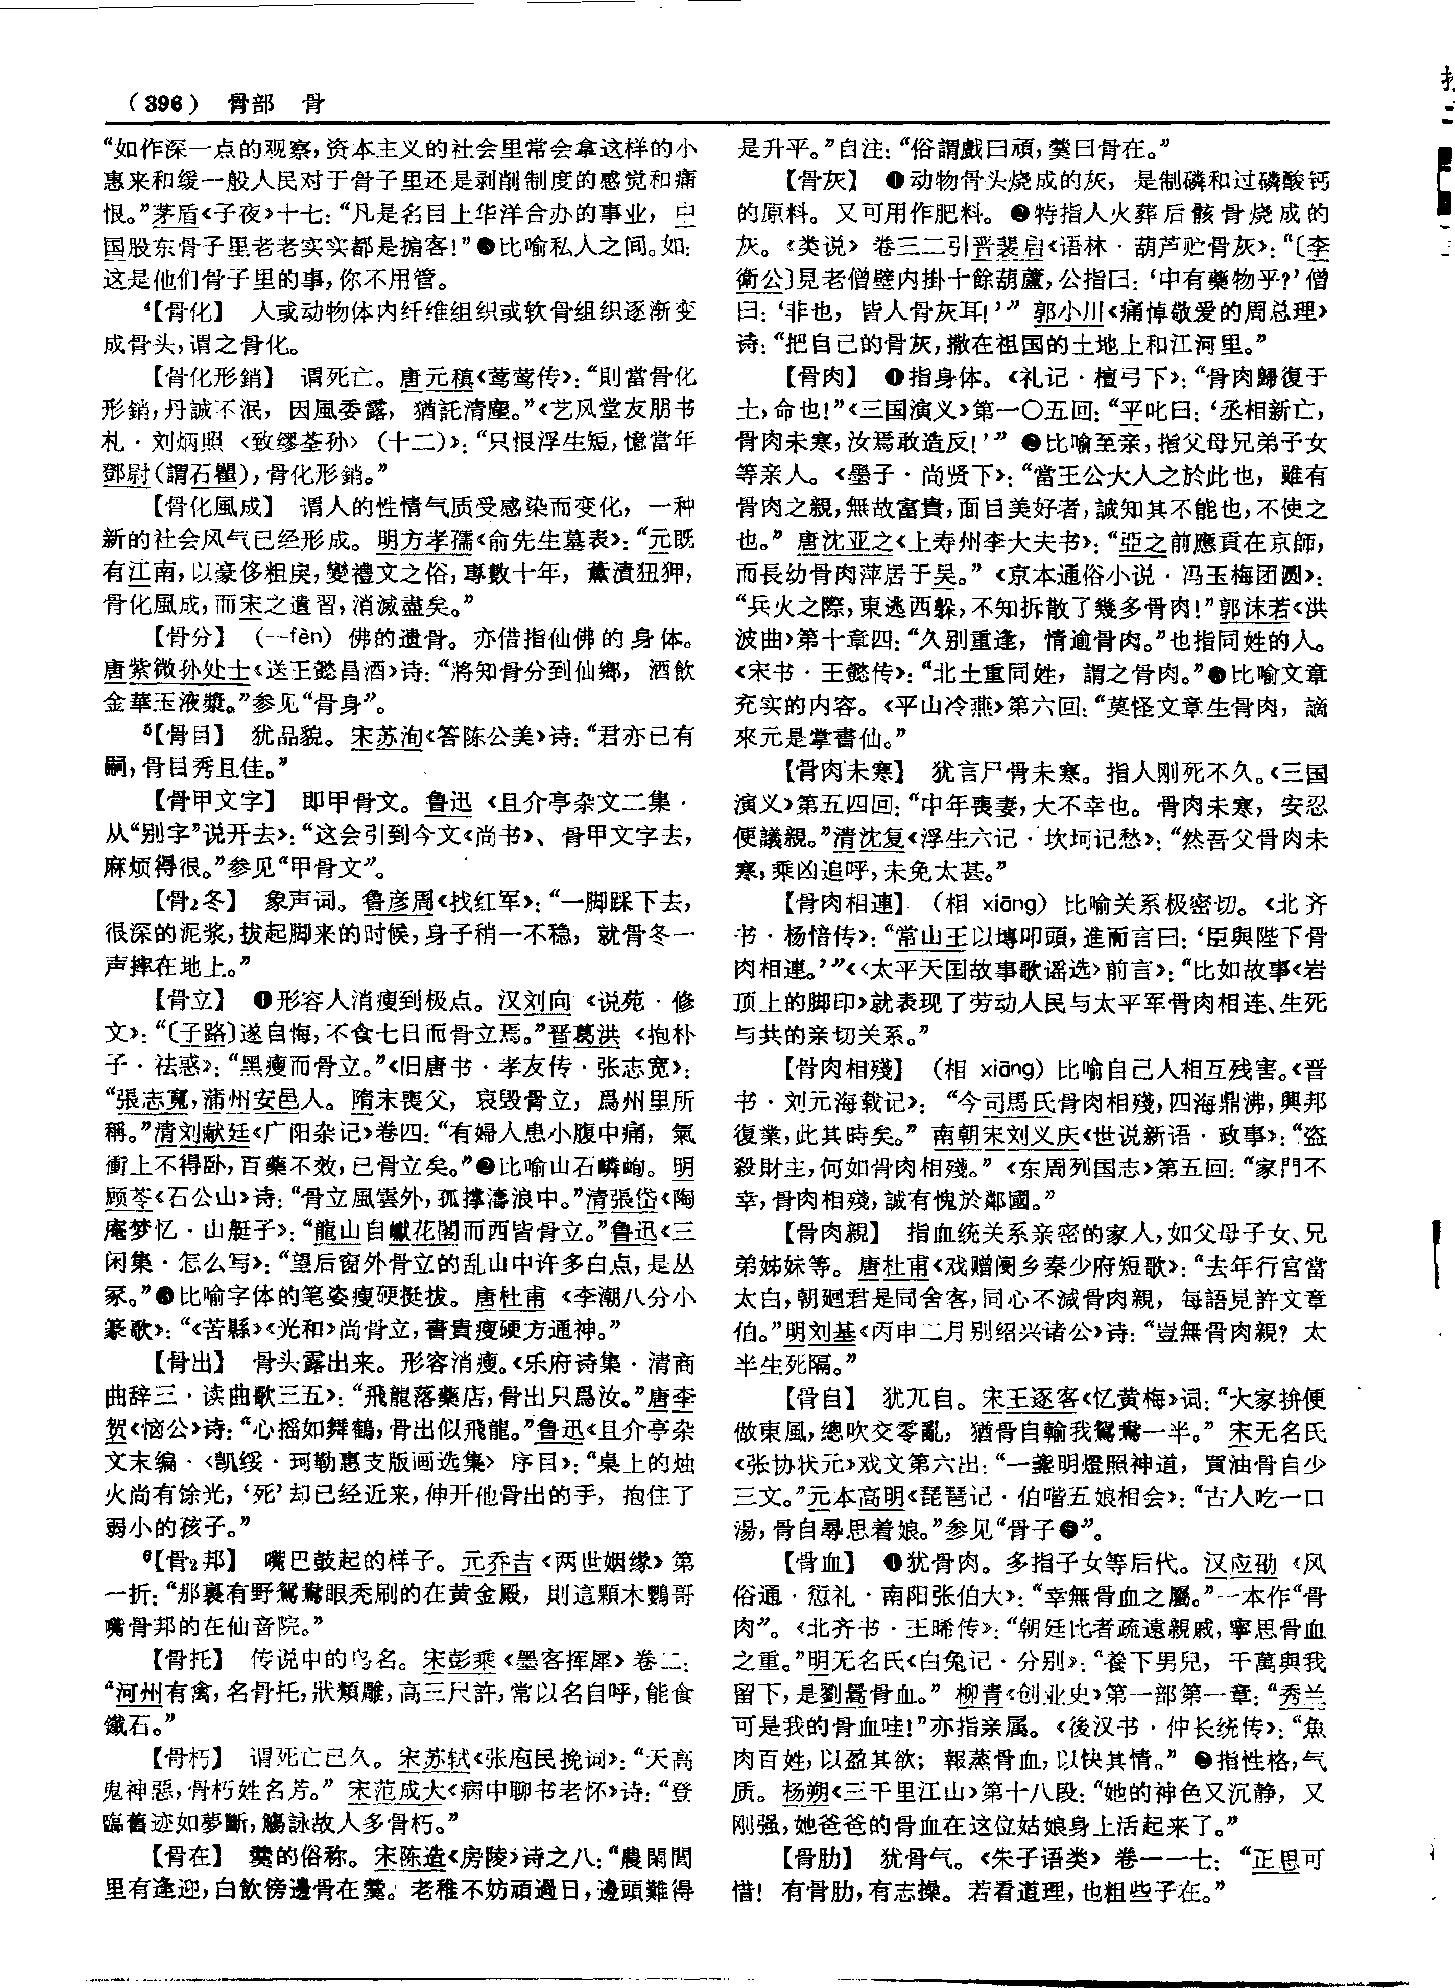 （396） 骨部 骨
“如作深一点的观察，资本主义的社会里常会拿这样的小
惠来和缓一般人民对于骨子里还是剥削制度的感觉和痛
恨。”茅盾《子夜》十七：“凡是名目上华洋合办的事业，中
国股东骨子里老老实实都是掮客！”❸比喻私人之间。如：
这是他们骨子里的事，你不用管。
⁴【骨化】 人或动物体内纤维组织或软骨组织逐渐变
成骨头，谓之骨化。
【骨化形銷】 谓死亡。唐元稹《莺莺传》：“則當骨化
形銷，丹誠不泯，因風委露，猶託清塵。”《艺风堂友朋书
札·刘炳照〈致缪荃孙〉（十二）》：“只恨浮生短，憶當年
鄧尉（謂石瞿），骨化形銷。”
【骨化風成】 谓人的性情气质受感染而变化，一种
新的社会风气已经形成。明方孝孺《俞先生墓表》：“元既
有江南，以豪侈粗戾，變禮文之俗，專數十年，薰漬狃狎，
骨化風成，而宋之遺習，消滅盡矣。”
【骨分】 （--fèn）佛的遗骨。亦借指仙佛的身体。
唐紫微孙处士《送王懿昌酒》诗：“將知骨分到仙鄉，酒飲
金華玉液漿。”参见“骨身”。
⁵【骨目】 犹品貌。宋苏洵《答陈公美》诗：“君亦已有
嗣，骨目秀且佳。”
【骨甲文字】 即甲骨文。鲁迅《且介亭杂文二集·
从“别字”说开去》：“这会引到今文《尚书》、骨甲文字去，
麻烦得很。”参见“甲骨文”。
【骨₂冬】 象声词。鲁彦周《找红军》：“一脚踩下去，
很深的泥浆，拔起脚来的时候，身子稍一不稳，就骨冬一
声摔在地上。”
【骨立】 ❶形容人消瘦到极点。汉刘向《说苑·修
文》：“〔子路〕遂自悔，不食七日而骨立焉。”晋葛洪《抱朴
子·祛惑》：“黑瘦而骨立。”《旧唐书·孝友传·张志宽》：
“張志寬，蒲州安邑人。隋末喪父，哀毁骨立，爲州里所
稱。”清刘献廷《广阳杂记》卷四：“有婦人患小腹中痛，氣
衝上不得卧，百藥不效，已骨立矣。”❷比喻山石嶙峋。明
顾苓《石公山》诗：“骨立風雲外，孤撑濤浪中。”清張岱《陶
庵梦忆·山艇子》：“龍山自巘花閣而西皆骨立。”鲁迅《三
闲集·怎么写》：“望后窗外骨立的乱山中许多白点，是丛
冢。”❸比喻字体的笔姿瘦硬挺拔。唐杜甫《李潮八分小
篆歌》：“《苦縣》《光和》尚骨立，書貴瘦硬方通神。”
【骨出】 骨头露出来。形容消瘦。《乐府诗集·清商
曲辞三·读曲歌三五》：“飛龍落藥店，骨出只爲汝。”唐李
贺《恼公》诗：“心摇如舞鶴，骨出似飛龍。”鲁迅《且介亭杂
文末编·〈凯绥·珂勒惠支版画选集〉序目》：“桌上的烛
火尚有馀光，‘死’却已经近来，伸开他骨出的手，抱住了
弱小的孩子。”
⁶【骨₂邦】 嘴巴鼓起的样子。元乔吉《两世姻缘》第
一折：“那裏有野鴛鴦眼秃刷的在黄金殿，則這顆木鸚哥
嘴骨邦的在仙音院。”
【骨托】 传说中的鸟名。宋彭乘《墨客挥犀》卷二：
“河州有禽，名骨托，狀類雕，高三尺許，常以名自呼，能食
鐵石。”
【骨朽】 谓死亡已久。宋苏轼《张庖民挽词》：“天高
鬼神惡，骨朽姓名芳。”宋范成大《病中聊书老怀》诗：“登
臨舊迹如夢斷，觴詠故人多骨朽。”
【骨在】 羹的俗称。宋陈造《房陵》诗之八：“農閑閭
里有逢迎，白飲傍邊骨在羹。老稚不妨頑過日，邊頭難得
是升平。”自注：“俗謂戲曰頑，羹曰骨在。”
【骨灰】 ❶动物骨头烧成的灰，是制磷和过磷酸钙
的原料。又可用作肥料。❷特指人火葬后骸骨烧成的
灰。《类说》卷三二引晋裴启《语林·葫芦贮骨灰》：“〔李
衛公〕見老僧壁内掛十餘葫蘆，公指曰：‘中有藥物乎？’僧
曰：‘非也，皆人骨灰耳！’”郭小川《痛悼敬爱的周总理》
诗：“把自己的骨灰，撒在祖国的土地上和江河里。”
【骨肉】 ❶指身体。《礼记·檀弓下》：“骨肉歸復于
土，命也！”《三国演义》第一〇五回：“平叱曰：‘丞相新亡，
骨肉未寒，汝焉敢造反！’”❷比喻至亲，指父母兄弟子女
等亲人。《墨子·尚贤下》：“當王公大人之於此也，雖有
骨肉之親，無故富貴，面目美好者，誠知其不能也，不使之
也。”唐沈亚之《上寿州李大夫书》：“亞之前應貢在京師，
而長幼骨肉萍居于吴。”《京本通俗小说·冯玉梅团圆》：
“兵火之際，東逃西躲，不知拆散了幾多骨肉！”郭沫若《洪
波曲》第十章四：“久别重逢，情逾骨肉。”也指同姓的人。
《宋书·王懿传》：“北土重同姓，謂之骨肉。”❸比喻文章
充实的内容。《平山冷燕》第六回：“莫怪文章生骨肉，謫
來元是掌書仙。”
【骨肉未寒】 犹言尸骨未寒。指人刚死不久。《三国
演义》第五四回：“中年喪妻，大不幸也。骨肉未寒，安忍
便議親。”清沈复《浮生六记·坎坷记愁》：“然吾父骨肉未
寒，乘凶追呼，未免太甚。”
【骨肉相連】 （相 xiāng）比喻关系极密切。《北齐
书·杨愔传》：“常山王以塼叩頭，進而言曰：‘臣與陛下骨
肉相連。’”《〈太平天国故事歌谣选〉前言》：“比如故事《岩
顶上的脚印》就表现了劳动人民与太平军骨肉相连、生死
与共的亲切关系。”
【骨肉相殘】 （相 xiāng）比喻自己人相互残害。《晋
书·刘元海载记》：“今司馬氏骨肉相殘，四海鼎沸，興邦
復業，此其時矣。”南朝宋刘义庆《世说新语·政事》：“盗
殺財主，何如骨肉相殘。”《东周列国志》第五回：“家門不
幸，骨肉相殘，誠有愧於鄰國。”
【骨肉親】 指血统关系亲密的家人，如父母子女、兄
弟姊妹等。唐杜甫《戏赠阌乡秦少府短歌》：“去年行宫當
太白，朝廻君是同舍客，同心不減骨肉親，每語見許文章
伯。”明刘基《丙申二月别绍兴诸公》诗：“豈無骨肉親？太
半生死隔。”
【骨自】 犹兀自。宋王逐客《忆黄梅》词：“大家拚便
做東風，總吹交零亂，猶骨自輸我鴛鴦一半。”宋无名氏
《张协状元》戏文第六出：“一盞明燈照神道，買油骨自少
三文。”元本高明《琵琶记·伯喈五娘相会》：“古人吃一口
湯，骨自尋思着娘。”参见“骨子❺”。
【骨血】 ❶犹骨肉。多指子女等后代。汉应劭《风
俗通·愆礼·南阳张伯大》：“幸無骨血之屬。”一本作“骨
肉”。《北齐书·王晞传》：“朝廷比者疏遠親戚，寧思骨血
之重。”明无名氏《白兔记·分别》：“養下男兒，千萬與我
留下，是劉暠骨血。”柳青《创业史》第一部第一章：“秀兰
可是我的骨血哇！”亦指亲属。《後汉书·仲长统传》：“魚
肉百姓，以盈其欲；報蒸骨血，以快其情。”❷指性格，气
质。杨朔《三千里江山》第十八段：“她的神色又沉静，又
刚强，她爸爸的骨血在这位姑娘身上活起来了。”
【骨肋】 犹骨气。《朱子语类》卷一一七：“正思可
惜！有骨肋，有志操。若看道理，也粗些子在。”